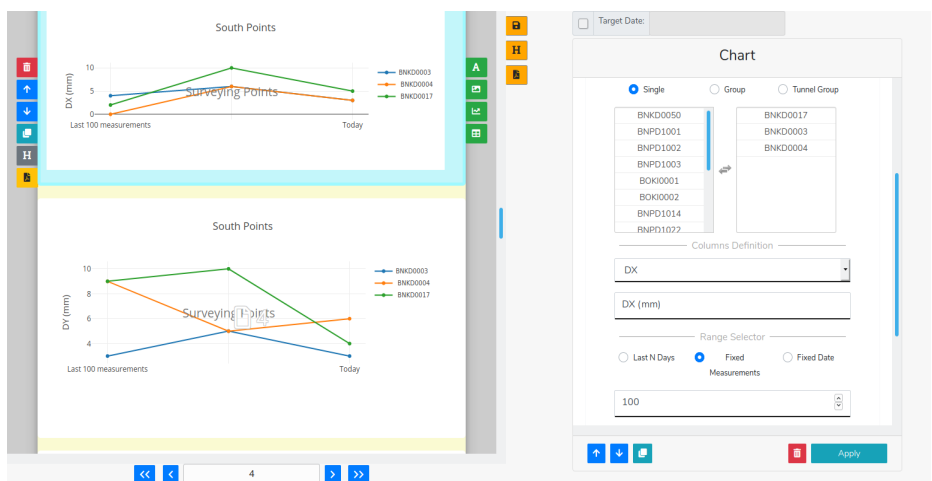 South Points
DX (mm)
10
5
0
Surveying Points
Last 100 measurements
Today
BNKD0003
BNKD0004
BNKD0017
H
A
H
South Points
DY (mm)
10
8
6
4
Surveying Points
4
Last 100 measurements
Today
BNKD0003
BNKD0004
BNKD0017
<<
<
4
>
>>
Target Date:
Chart
Single
Group
Tunnel Group
BNKD0050
BNPD1001
BNPD1002
BNPD1003
BOKI0001
BOKI0002
BNPD1014
BNPD1022
BNKD0017
BNKD0003
BNKD0004
Columns Definition
DX
DX (mm)
Range Selector
Last N Days
Fixed
Measurements
Fixed Date
100
Apply